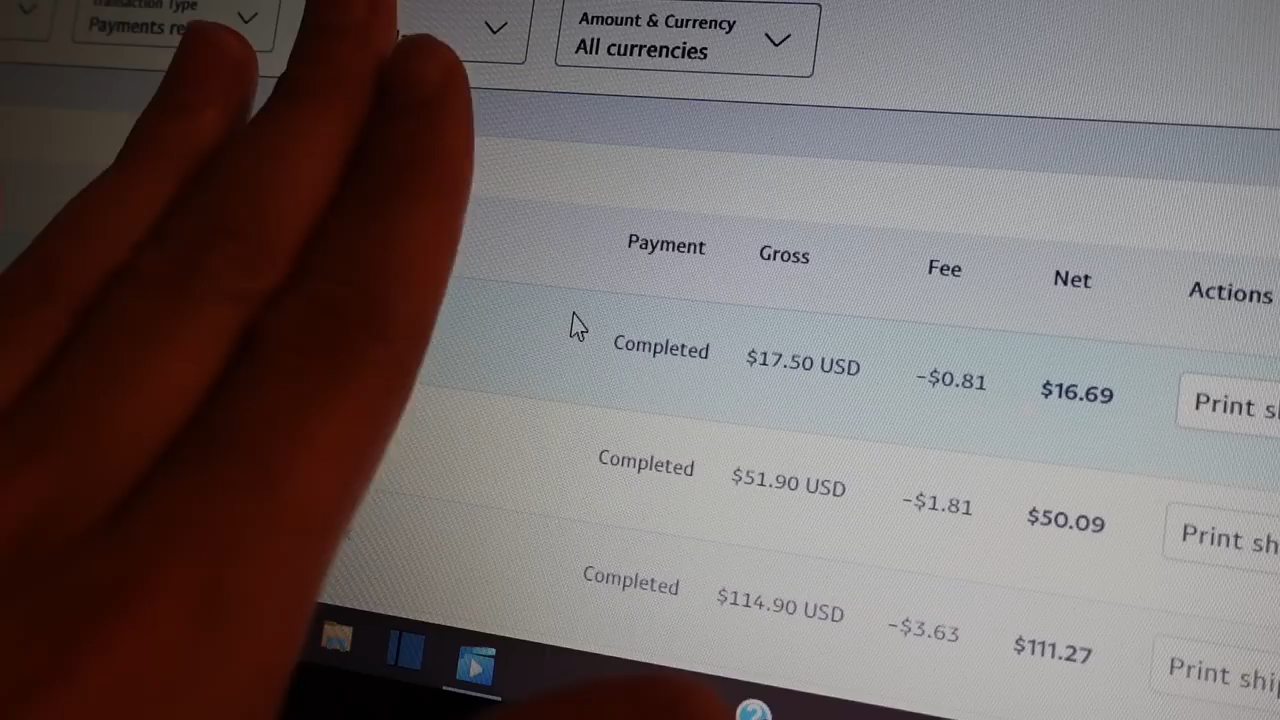 Transaction Type
Payments re
Amount & Currency
All currencies
Payment Gross Fee Net Actions
Completed $17.50 USD -$0.81 $16.69 Print s
Completed $51.90 USD -$1.81 $50.09 Print sh
Completed $114.90 USD -$3.63 $111.27 Print shi
?